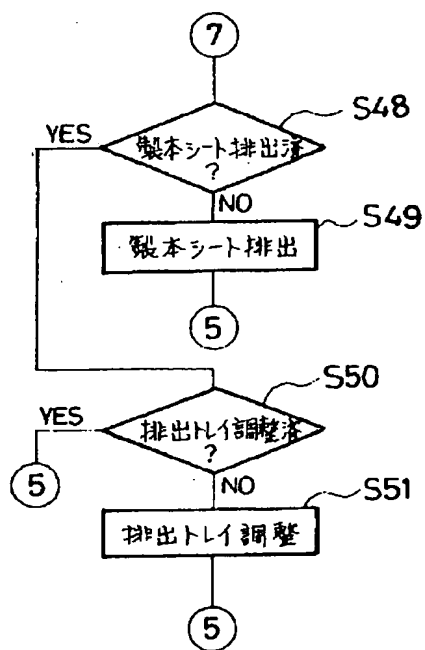 7
S48
YES
製本シート排出済
?
NO
S49
製本シート排出
5
S50
YES
排出トレイ調整済
?
5
NO
S51
排出トレイ調整
5